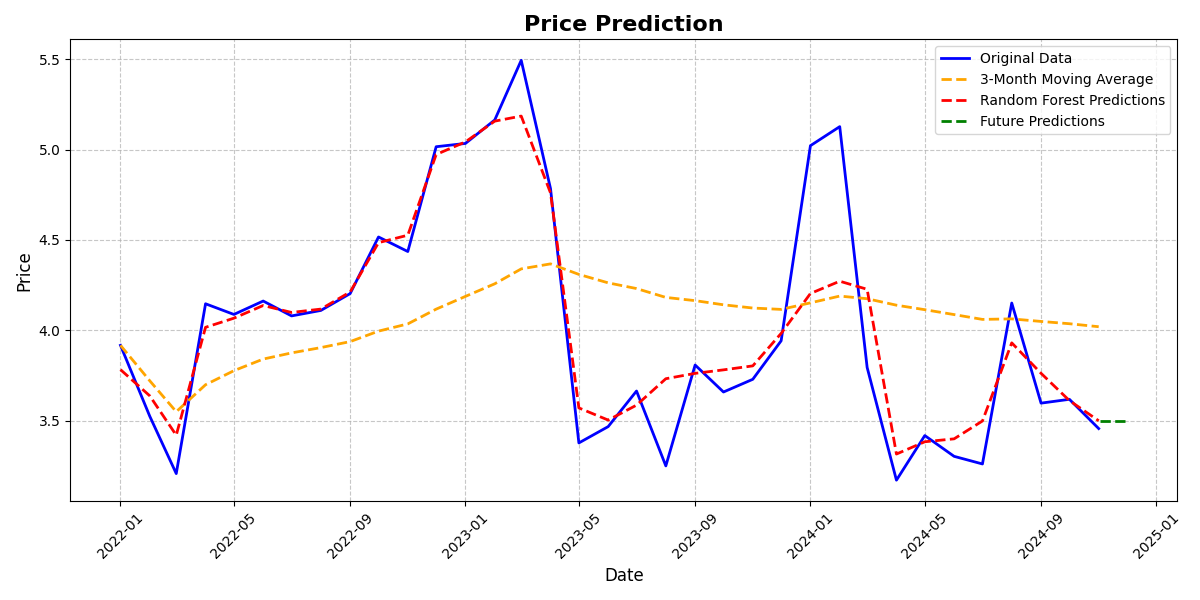 Price Prediction
Original Data
3-Month Moving Average
Random Forest Predictions
Future Predictions
5.5
5.0
4.5
4.0
3.5
Price
2022-01
2022-05
2022-09
2023-01
2023-05
2023-09
2024-01
2024-05
2024-09
2025-01
Date